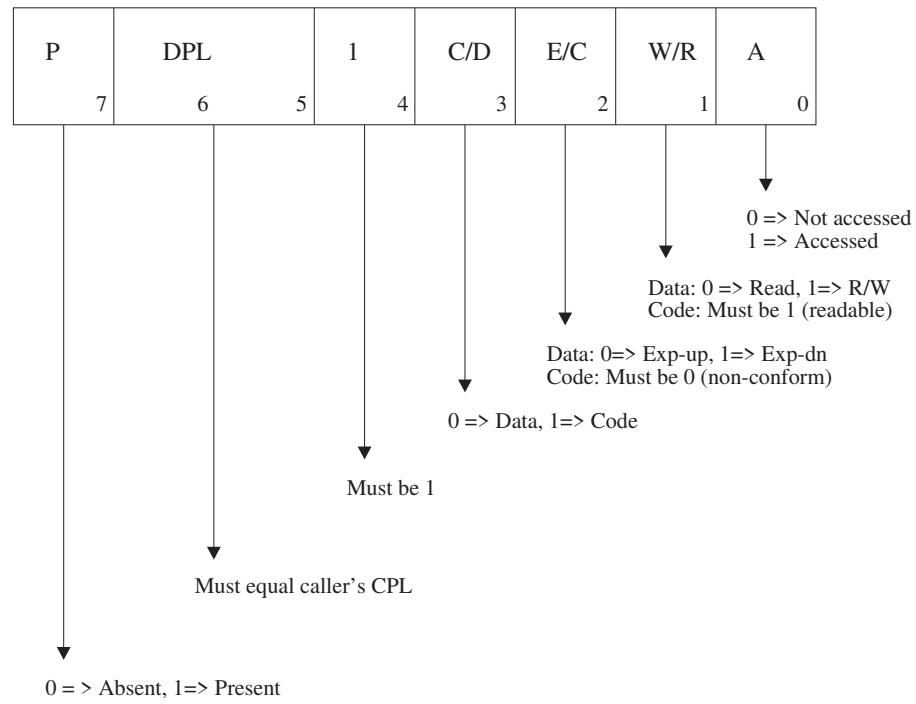 P DPL 1 C/D E/C W/R A
7 6 5 4 3 2 1 0
0 => Not accessed
1 => Accessed
Data: 0 => Read, 1=> R/W
Code: Must be 1 (readable)
Data: 0=> Exp-up, 1=> Exp-dn
Code: Must be 0 (non-conform)
0 => Data, 1=> Code
Must be 1
Must equal caller's CPL
0 = > Absent, 1=> Present